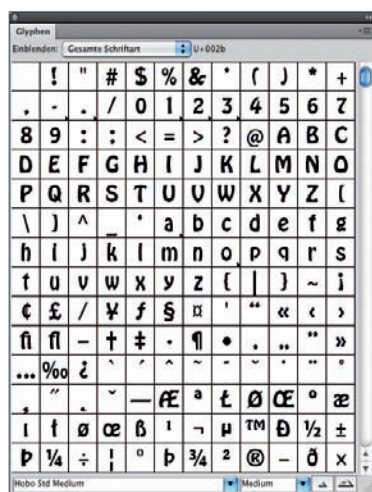 Glyphen
Einblenden: Gesamte Schriftart U+002b
! " # $ % & ' ( ) * +
, - . / 0 1 2 3 4 5 6 7
8 9 : ; < = > ? @ A B C
D E F G H I J K L M N O
P Q R S T U V W X Y Z [
\ ] ^ _ ‘ a b c d e f g
h i j k l m n o p q r s
t u v w x y z { | } ~ ¡
¢ £ / ¥ ƒ § ¤ ' “ « ‹ ›
fi fl – † ‡ · ¶ • ‚ „ ” »
… ‰ ¿ ` ´ ˆ ˜ ¯ ˘ ˙ ¨ ˚
¸ ˝ ˛ ˇ — Æ ª Ł Ø Œ º æ
ı ł ø œ ß ¹ ¬ µ ™ Ð ½ ±
Þ ¼ ÷ ¦ ° þ ¾ ² ® − ð ×
Hobo Std Medium Medium